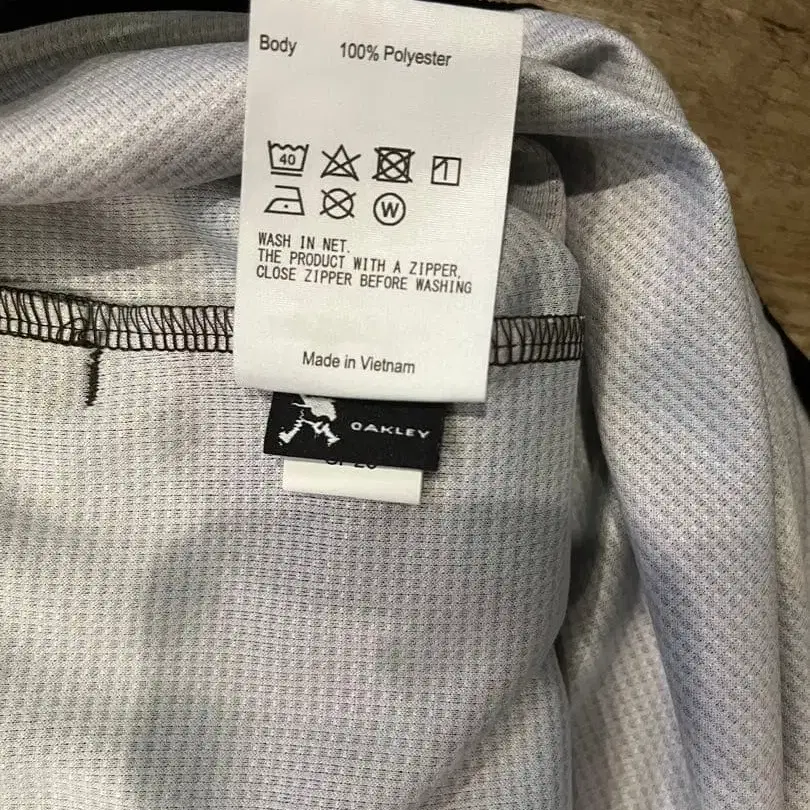 Body 100% Polyester
40
W
WASH IN NET.
THE PRODUCT WITH A ZIPPER,
CLOSE ZIPPER BEFORE WASHING
Made in Vietnam
OAKLEY